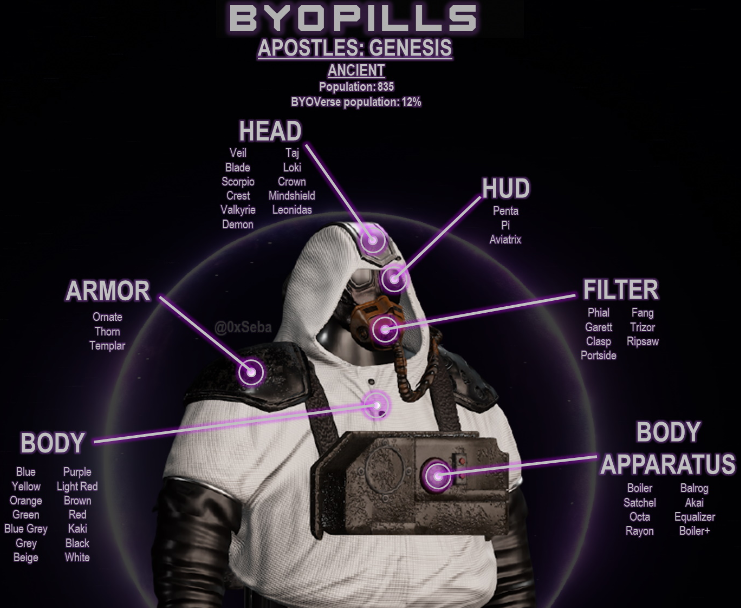 BYOPILLS
APOSTLES: GENESIS
ANCIENT
Population: 835
BYOVerse population: 12%
HEAD
Veil Taj
Blade Loki
Scorpio Crown
Crest Mindshield
Valkyrie Leonidas
Demon
HUD
Penta
Pi
Aviatrix
ARMOR
Ornate
Thorn
Templar
@0xSeba
FILTER
Phial Fang
Garett Trizor
Clasp Ripsaw
Portside
BODY
Blue Purple
Yellow Light Red
Orange Brown
Green Red
Blue Grey Kaki
Grey Black
Beige White
BODY
APPARATUS
Boiler Balrog
Satchel Akai
Octa Equalizer
Rayon Boiler+